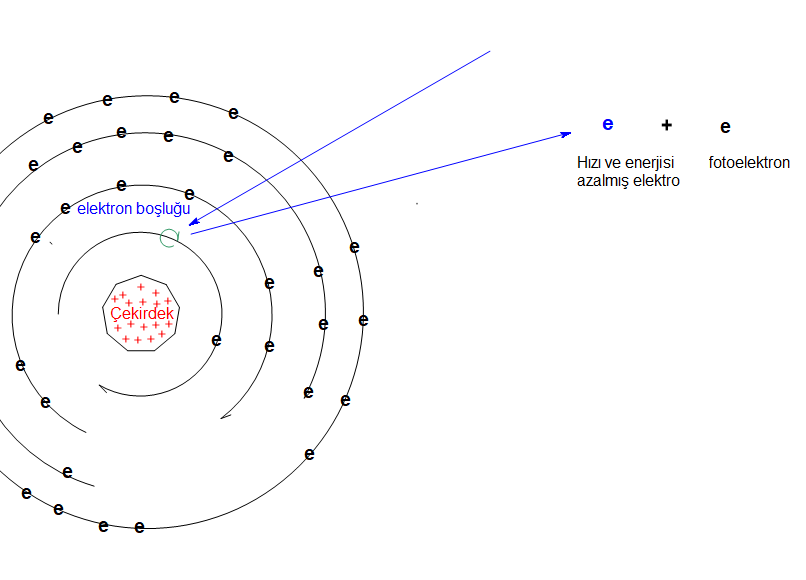 e e e e
e e e e
e + e
Hızı ve enerjisi fotoelektron
azalmış elektro
e e
e elektron boşluğu
e e
e e
Çekirdek
e e
e e
e e
e e
e e
e
e
e
e e e